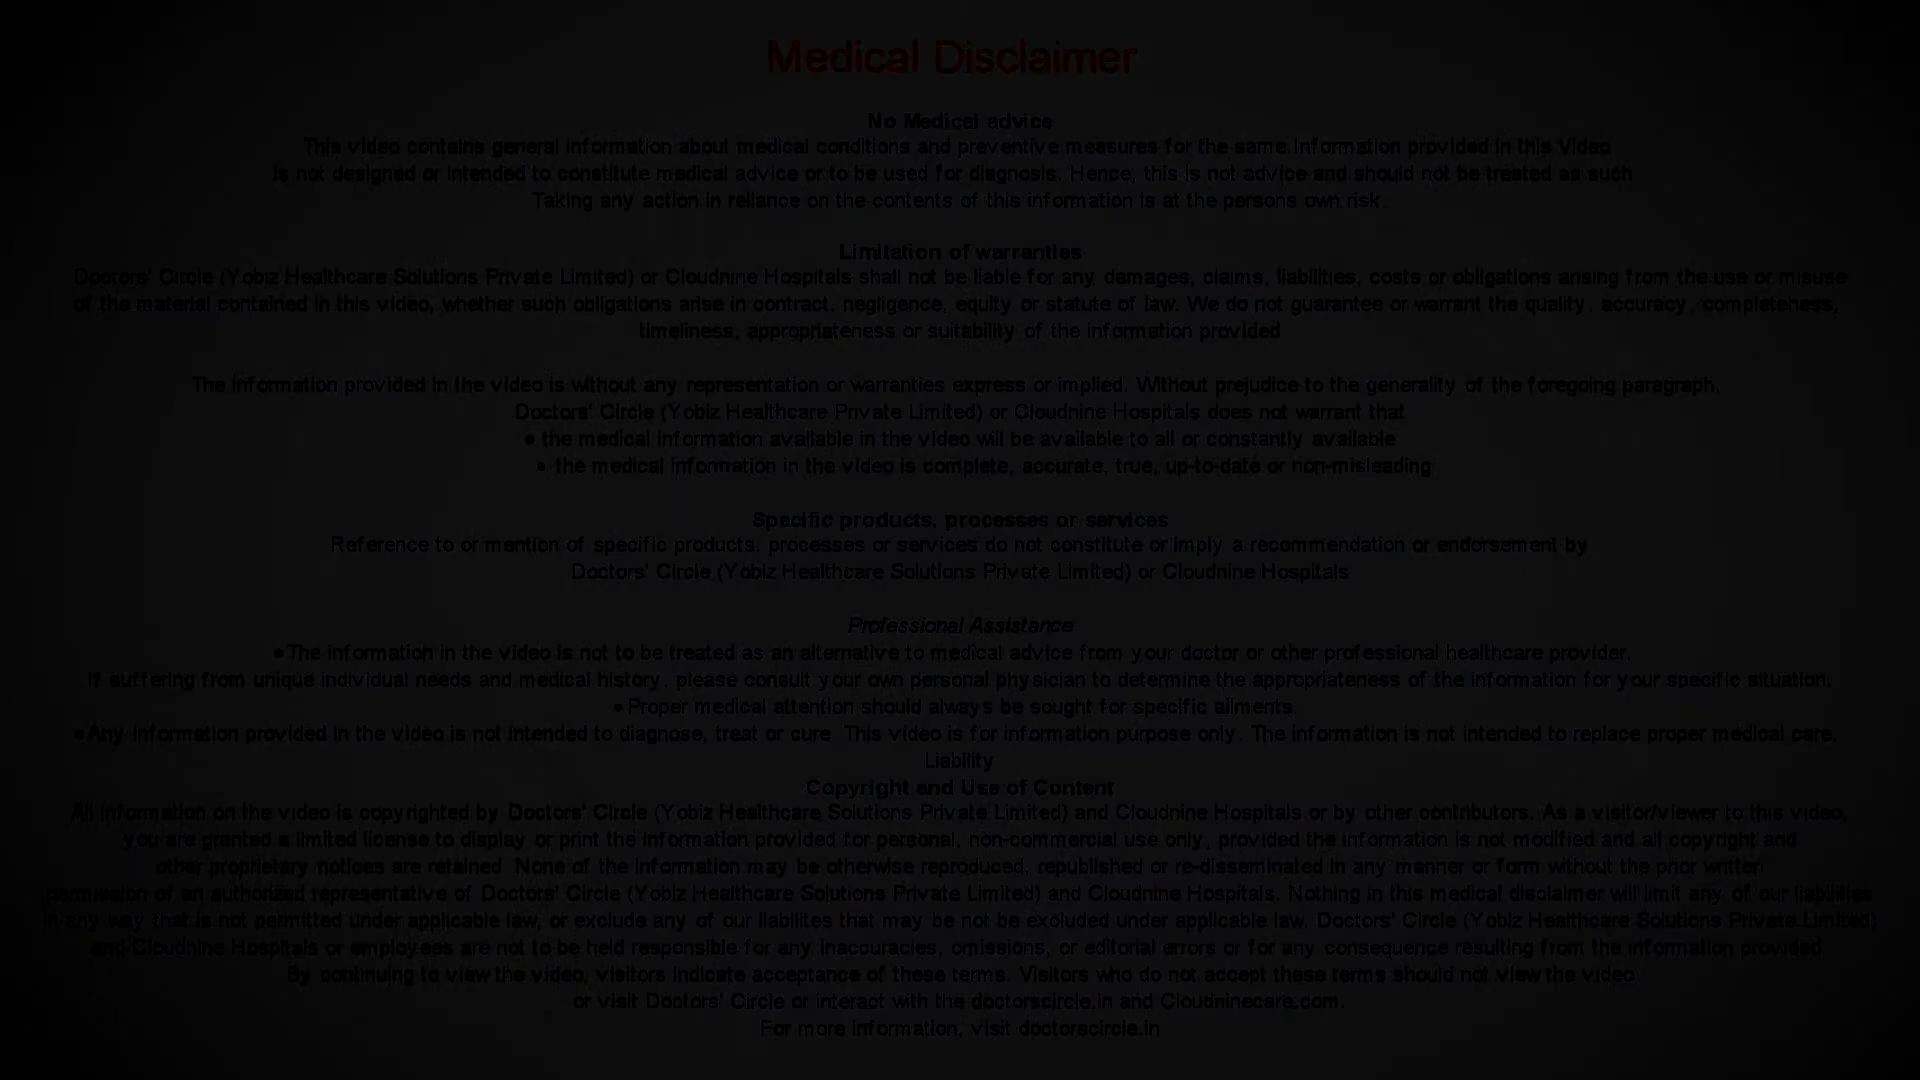 Medical Disclaimer
No Medical advice
This video contains general information about medical conditions and preventive measures for the same.Information provided in this Video
is not designed or intended to constitute medical advice or to be used for diagnosis. Hence, this is not advice and should not be treated as such
Taking any action in reliance on the contents of this information is at the persons own risk.
Limitation of warranties
Doctors' Circle (Yobiz Healthcare Solutions Private Limited) or Cloudnine Hospitals shall not be liable for any damages, claims, liabilities, costs or obligations arising from the use or misuse
of the material contained in this video, whether such obligations arise in contract, negligence, equity or statute of law. We do not guarantee or warrant the quality, accuracy, completeness,
timeliness, appropriateness or suitability of the information provided
The information provided in the video is without any representation or warranties express or implied. Without prejudice to the generality of the foregoing paragraph,
Doctors' Circle (Yobiz Healthcare Private Limited) or Cloudnine Hospitals does not warrant that
• the medical information available in the video will be available to all or constantly available
• the medical information in the video is complete, accurate, true, up-to-date or non-misleading
Specific products, processes or services
Reference to or mention of specific products, processes or services do not constitute or imply a recommendation or endorsement by
Doctors' Circle (Yobiz Healthcare Solutions Private Limited) or Cloudnine Hospitals
Professional Assistance
•The information in the video is not to be treated as an alternative to medical advice from your doctor or other professional healthcare provider.
If suffering from unique individual needs and medical history, please consult your own personal physician to determine the appropriateness of the information for your specific situation.
•Proper medical attention should always be sought for specific ailments
•Any information provided in the video is not intended to diagnose, treat or cure This video is for information purpose only. The information is not intended to replace proper medical care.
Liability
Copyright and Use of Content
All information on the video is copyrighted by Doctors' Circle (Yobiz Healthcare Solutions Private Limited) and Cloudnine Hospitals or by other contributors. As a visitor/viewer to this video,
you are granted a limited license to display or print the information provided for personal, non-commercial use only, provided the information is not modified and all copyright and
other proprietary notices are retained None of the information may be otherwise reproduced, republished or re-disseminated in any manner or form without the prior written
permission of an authorized representative of Doctors' Circle (Yobiz Healthcare Solutions Private Limited) and Cloudnine Hospitals. Nothing in this medical disclaimer will limit any of our liabilities
in any way that is not permitted under applicable law, or exclude any of our liabilites that may be not be excluded under applicable law. Doctors' Circle (Yobiz Healthcare Solutions Private Limited)
and Cloudnine Hospitals or employees are not to be held responsible for any inaccuracies, omissions, or editorial errors or for any consequence resulting from the information provided
By continuing to view the video, visitors indicate acceptance of these terms. Visitors who do not accept these terms should not view the video
or visit Doctors' Circle or interact with the doctorscircle.in and Cloudninecare.com.
For more information, visit doctorscircle.in